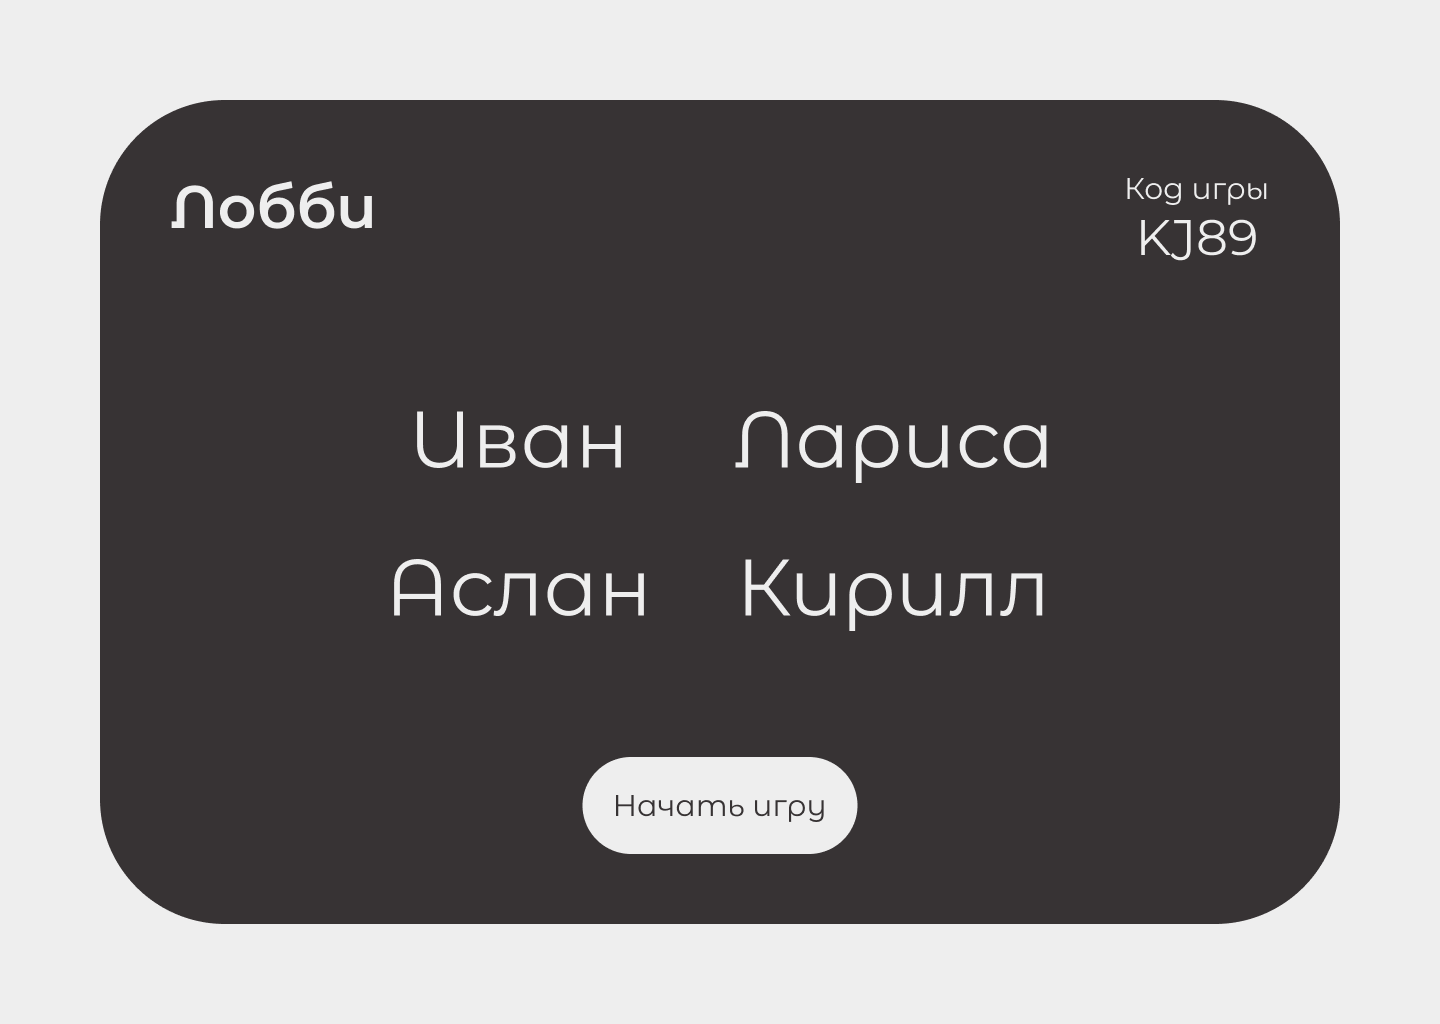 Лобби
Код игры
KJ89
Иван Лариса
Аслан Кирилл
Начать игру